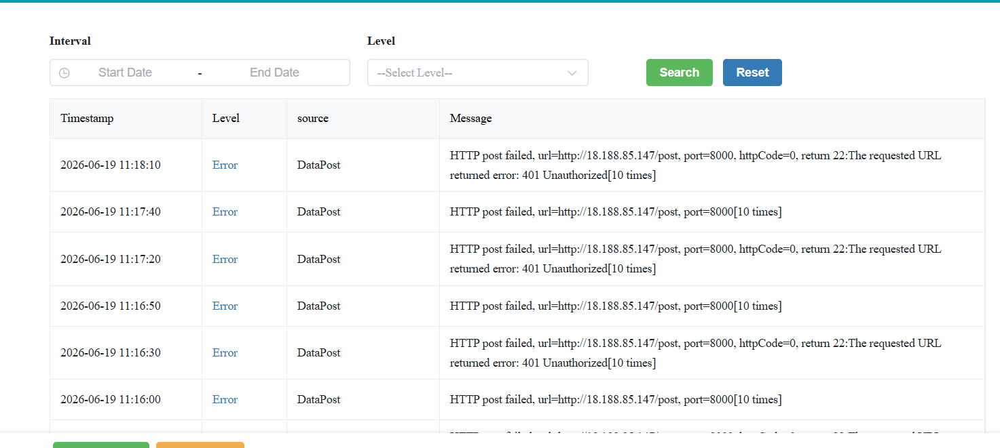 Interval Level
Start Date - End Date --Select Level-- Search Reset
Timestamp Level source Message
2026-06-19 11:18:10 Error DataPost HTTP post failed, url=http://18.188.85.147/post, port=8000, httpCode=0, return 22:The requested URL
returned error: 401 Unauthorized[10 times]
2026-06-19 11:17:40 Error DataPost HTTP post failed, url=http://18.188.85.147/post, port=8000[10 times]
2026-06-19 11:17:20 Error DataPost HTTP post failed, url=http://18.188.85.147/post, port=8000, httpCode=0, return 22:The requested URL
returned error: 401 Unauthorized[10 times]
2026-06-19 11:16:50 Error DataPost HTTP post failed, url=http://18.188.85.147/post, port=8000[10 times]
2026-06-19 11:16:30 Error DataPost HTTP post failed, url=http://18.188.85.147/post, port=8000, httpCode=0, return 22:The requested URL
returned error: 401 Unauthorized[10 times]
2026-06-19 11:16:00 Error DataPost HTTP post failed, url=http://18.188.85.147/post, port=8000[10 times]